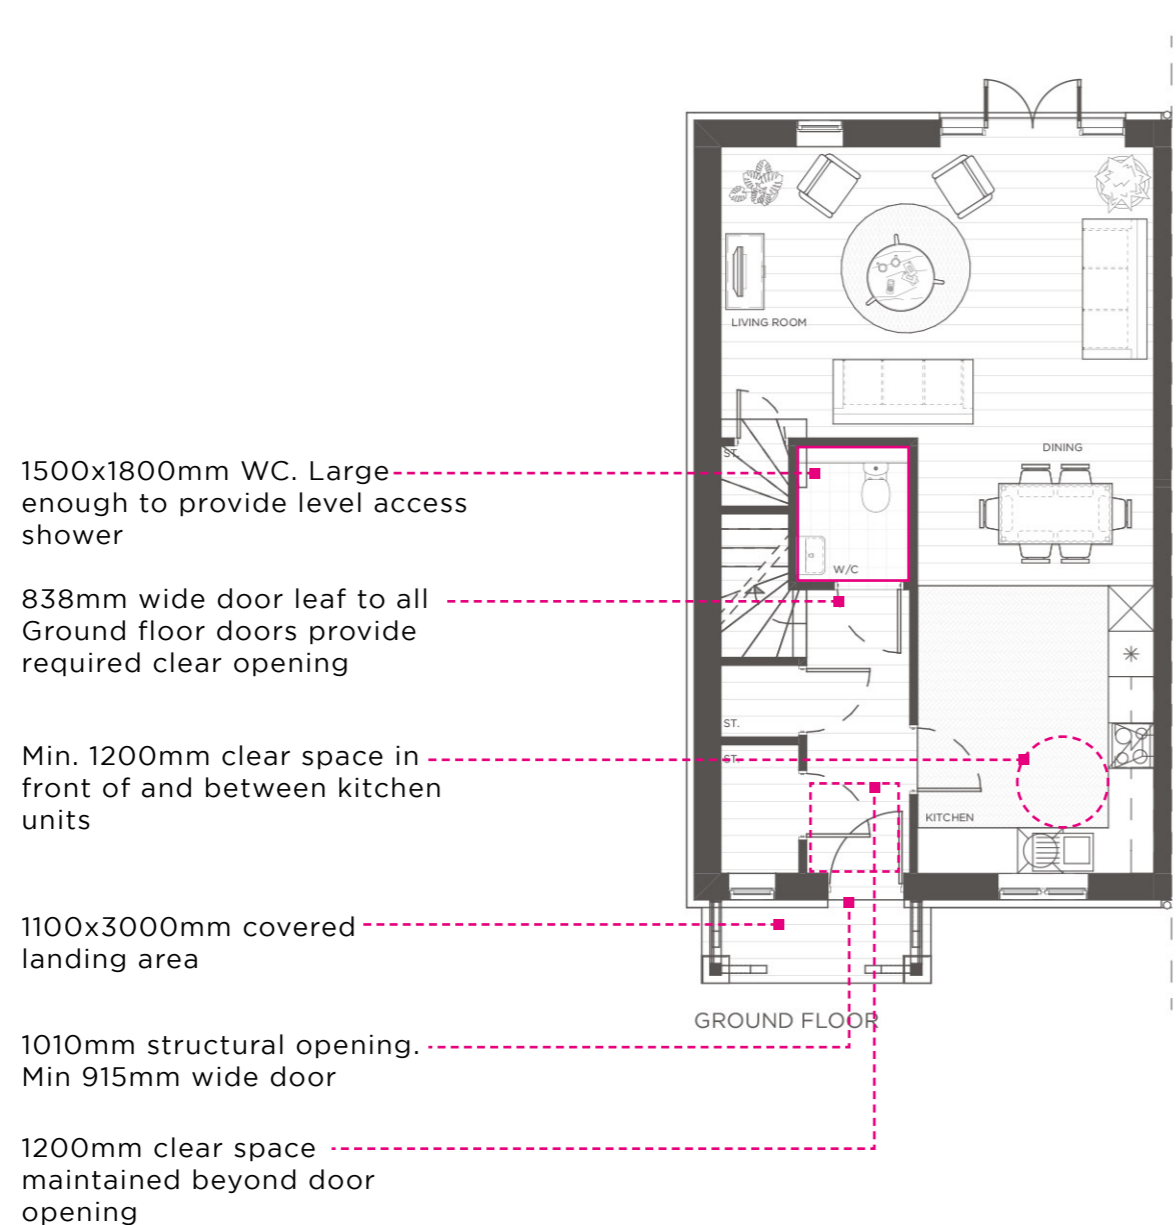 LIVING ROOM
DINING
ST.
1500x1800mm WC. Large
enough to provide level access
shower
W/C
838mm wide door leaf to all
Ground floor doors provide
required clear opening
ST.
ST.
Min. 1200mm clear space in
front of and between kitchen
units
KITCHEN
1100x3000mm covered
landing area
GROUND FLOOR
1010mm structural opening.
Min 915mm wide door
1200mm clear space
maintained beyond door
opening